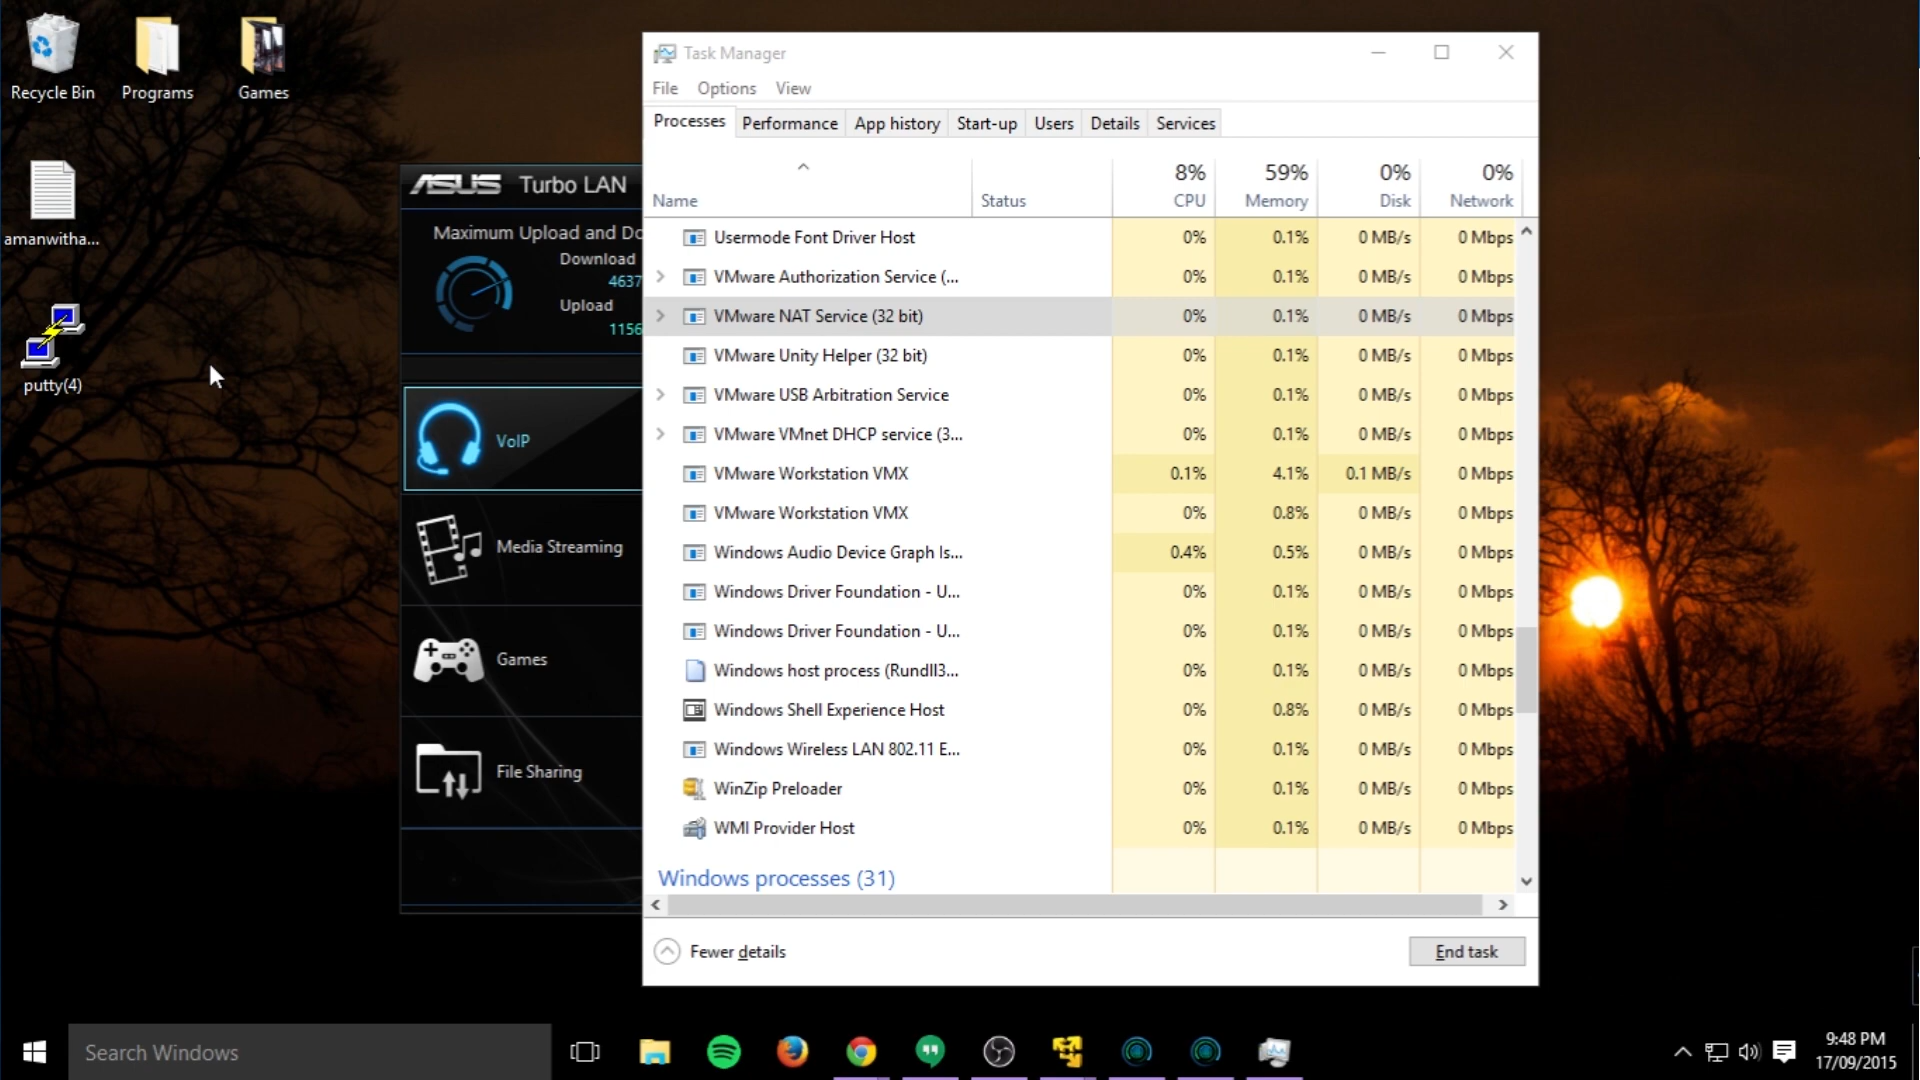 Recycle Bin
Programs
Games
amanwitha...
putty(4)
ASUS Turbo LAN
Maximum Upload and Do
Download
4637
Upload
1156
VoIP
Media Streaming
Games
File Sharing
Task Manager
File Options View
Processes Performance App history Start-up Users Details Services
8% 59% 0% 0%
Name Status CPU Memory Disk Network
Usermode Font Driver Host 0% 0.1% 0 MB/s 0 Mbps
VMware Authorization Service (... 0% 0.1% 0 MB/s 0 Mbps
VMware NAT Service (32 bit) 0% 0.1% 0 MB/s 0 Mbps
VMware Unity Helper (32 bit) 0% 0.1% 0 MB/s 0 Mbps
VMware USB Arbitration Service 0% 0.1% 0 MB/s 0 Mbps
VMware VMnet DHCP service (3... 0% 0.1% 0 MB/s 0 Mbps
VMware Workstation VMX 0.1% 4.1% 0.1 MB/s 0 Mbps
VMware Workstation VMX 0% 0.8% 0 MB/s 0 Mbps
Windows Audio Device Graph Is... 0.4% 0.5% 0 MB/s 0 Mbps
Windows Driver Foundation - U... 0% 0.1% 0 MB/s 0 Mbps
Windows Driver Foundation - U... 0% 0.1% 0 MB/s 0 Mbps
Windows host process (Rundll3... 0% 0.1% 0 MB/s 0 Mbps
Windows Shell Experience Host 0% 0.8% 0 MB/s 0 Mbps
Windows Wireless LAN 802.11 E... 0% 0.1% 0 MB/s 0 Mbps
WinZip Preloader 0% 0.1% 0 MB/s 0 Mbps
WMI Provider Host 0% 0.1% 0 MB/s 0 Mbps
Windows processes (31)
Fewer details
End task
Search Windows
9:48 PM
17/09/2015